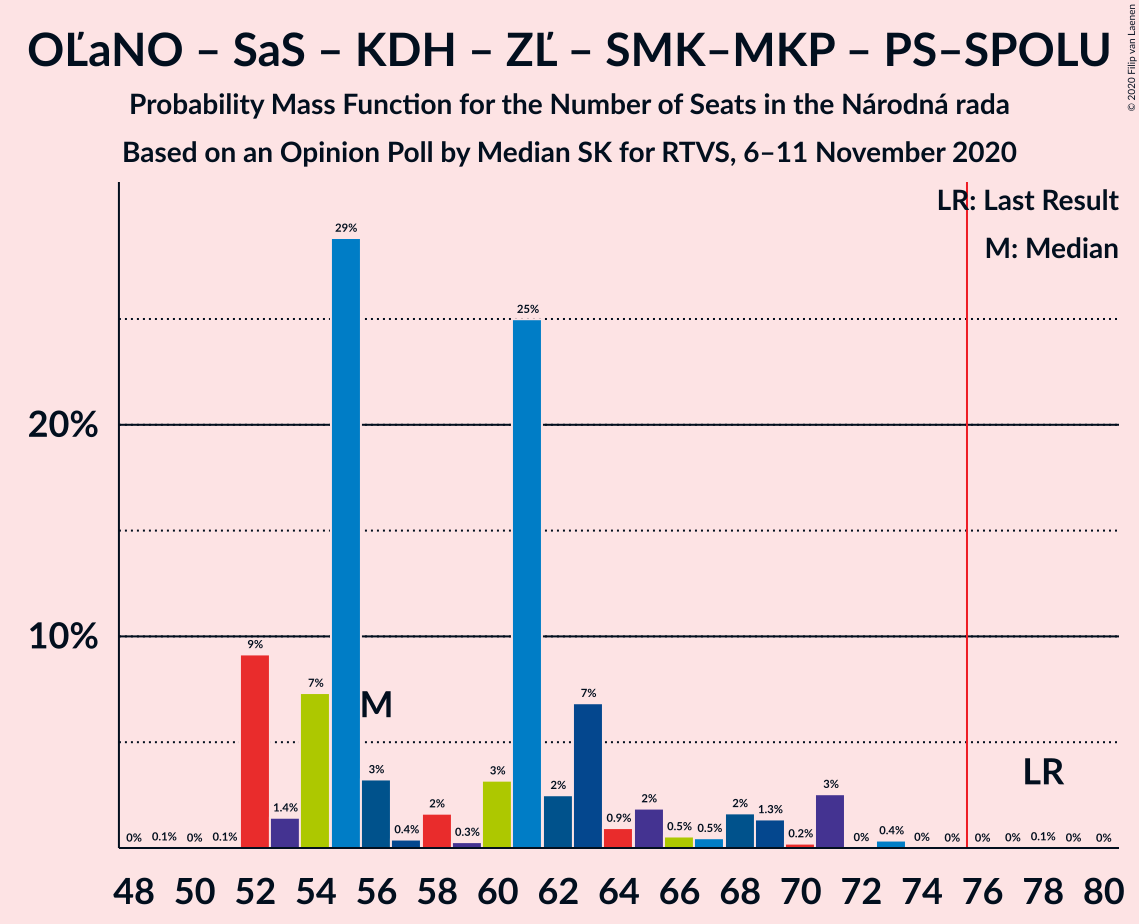 OĽaNO – SaS – KDH – ZĽ – SMK–MKP – PS–SPOLU
Probability Mass Function for the Number of Seats in the Národná rada
Based on an Opinion Poll by Median SK for RTVS, 6–11 November 2020
© 2020 Filip van Laenen
LR: Last Result
M: Median
29%
25%
20%
10%
9%
7%
7%
M
LR
0% 0.1% 0% 0.1% 1.4% 3% 0.4% 2% 0.3% 3% 2% 0.9% 2% 0.5% 0.5% 2% 1.3% 0.2% 3% 0% 0.4% 0% 0% 0% 0% 0.1% 0% 0%
48 50 52 54 56 58 60 62 64 66 68 70 72 74 76 78 80